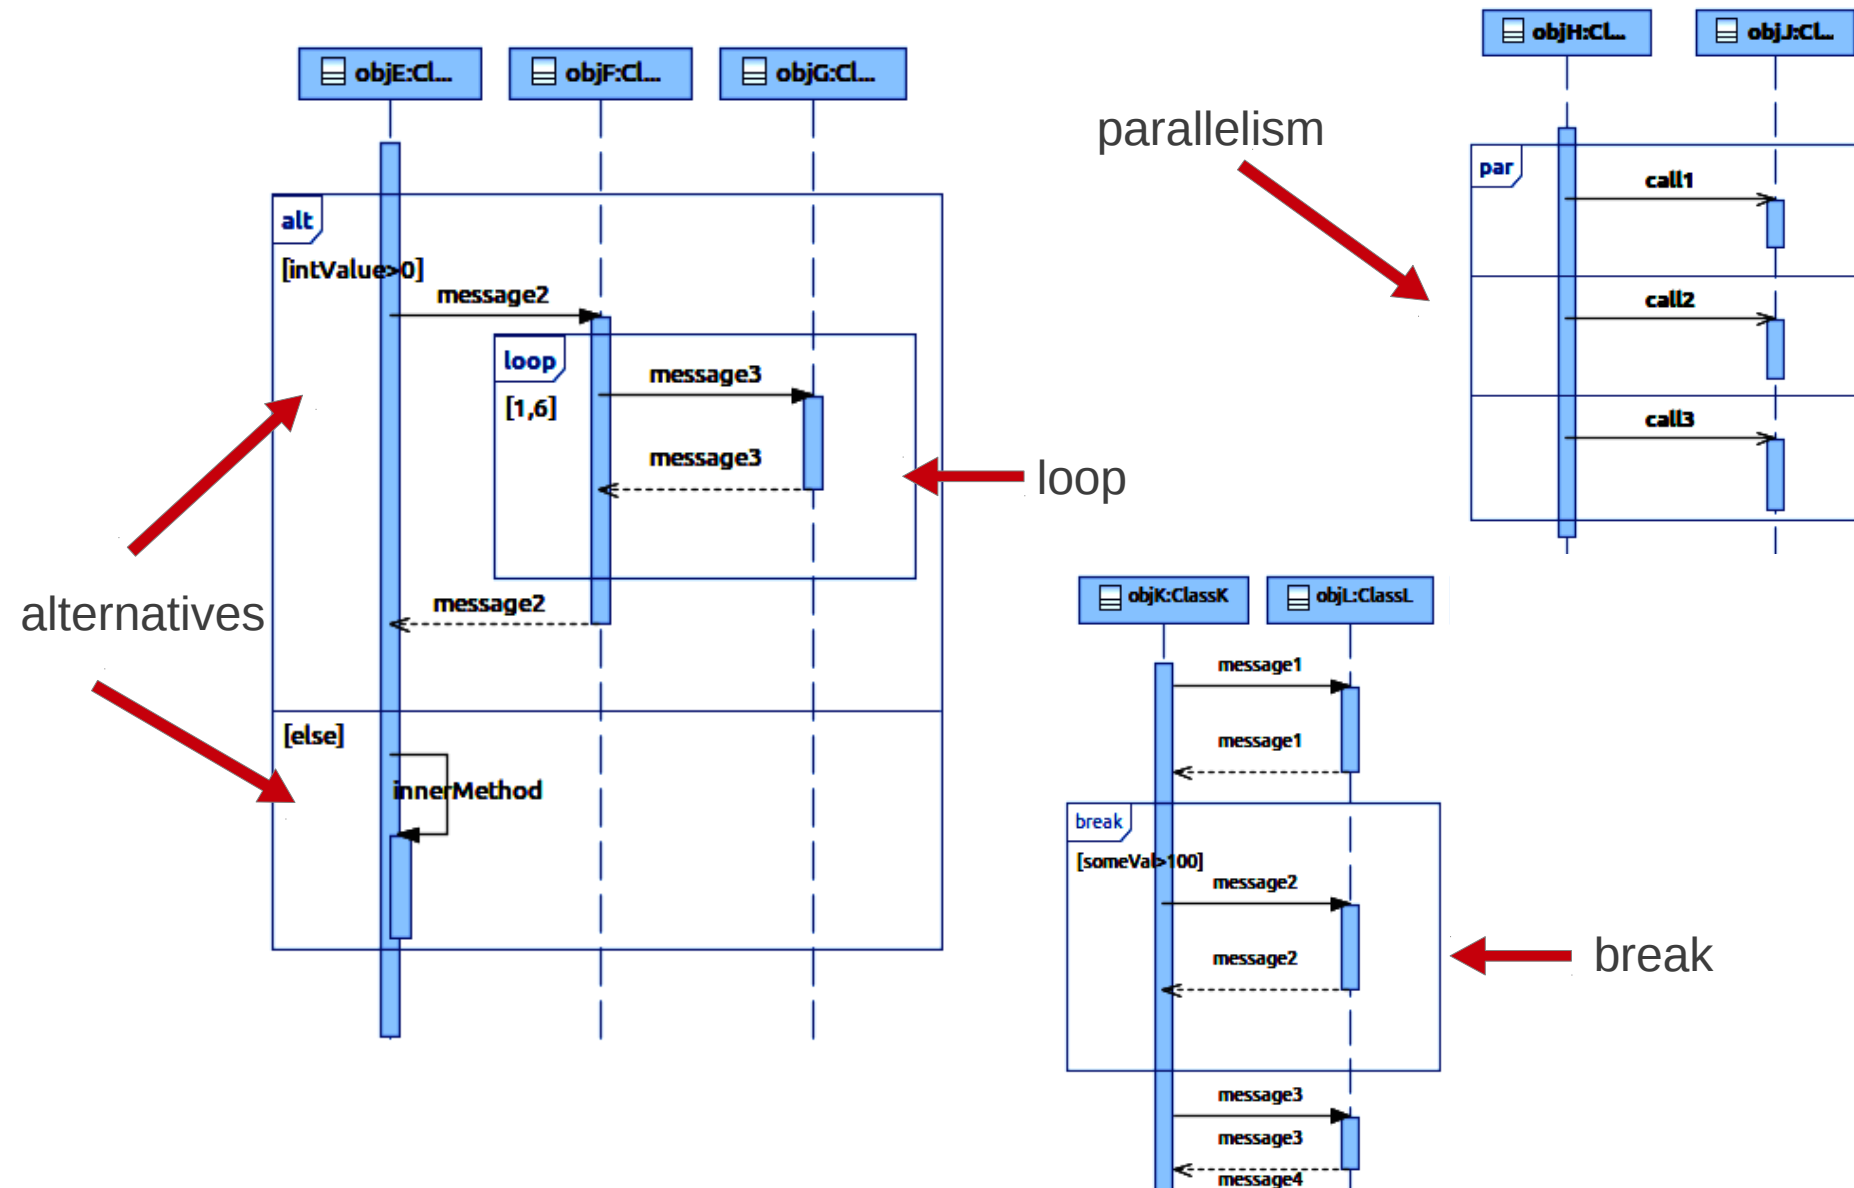 objE:Cl...
objF:Cl...
objG:Cl...
alt
[intValue>0]
message2
loop
message3
[1,6]
message3
message2
[else]
innerMethod
alternatives
loop
parallelism
objH:Cl...
objJ:Cl...
par
call1
call2
call3
objK:ClassK
objL:ClassL
message1
message1
break
[someVal>100]
message2
message2
break
message3
message3
message4